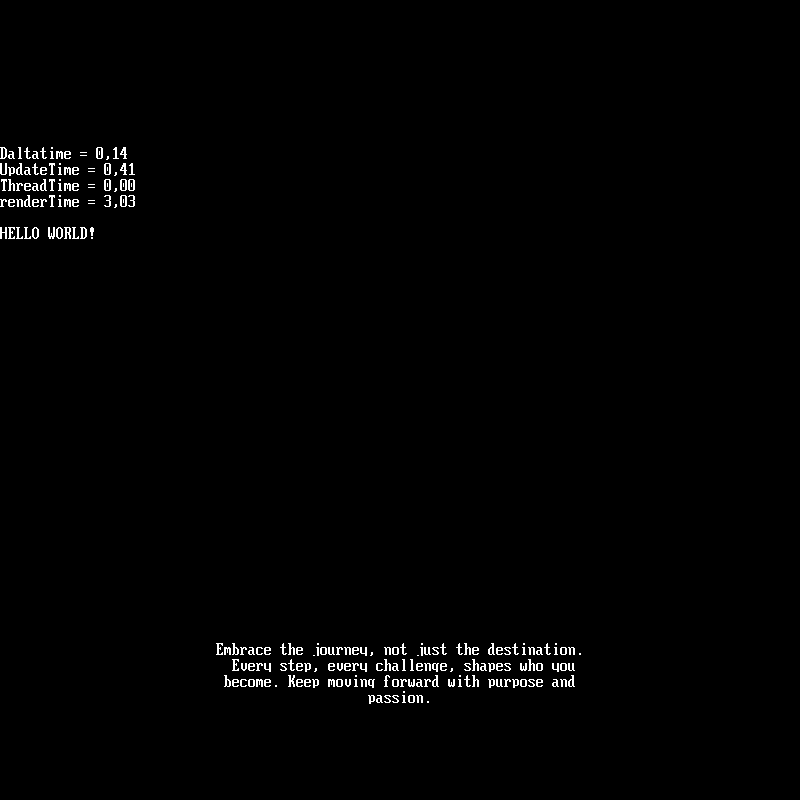 Daltatime = 0,14
UpdateTime = 0,41
ThreadTime = 0,00
renderTime = 3,03
HELLO WORLD!
Embrace the journey, not just the destination.
Every step, every challenge, shapes who you
become. Keep moving forward with purpose and
passion.